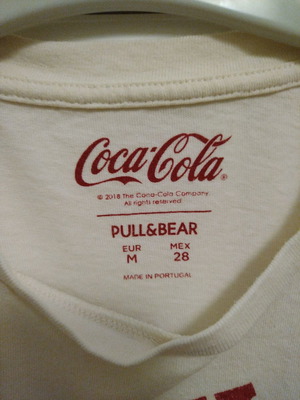 Coca-Cola®
© 2018 The Coca-Cola Company.
All rights reserved
PULL&BEAR
EUR MEX
M 28
MADE IN PORTUGAL